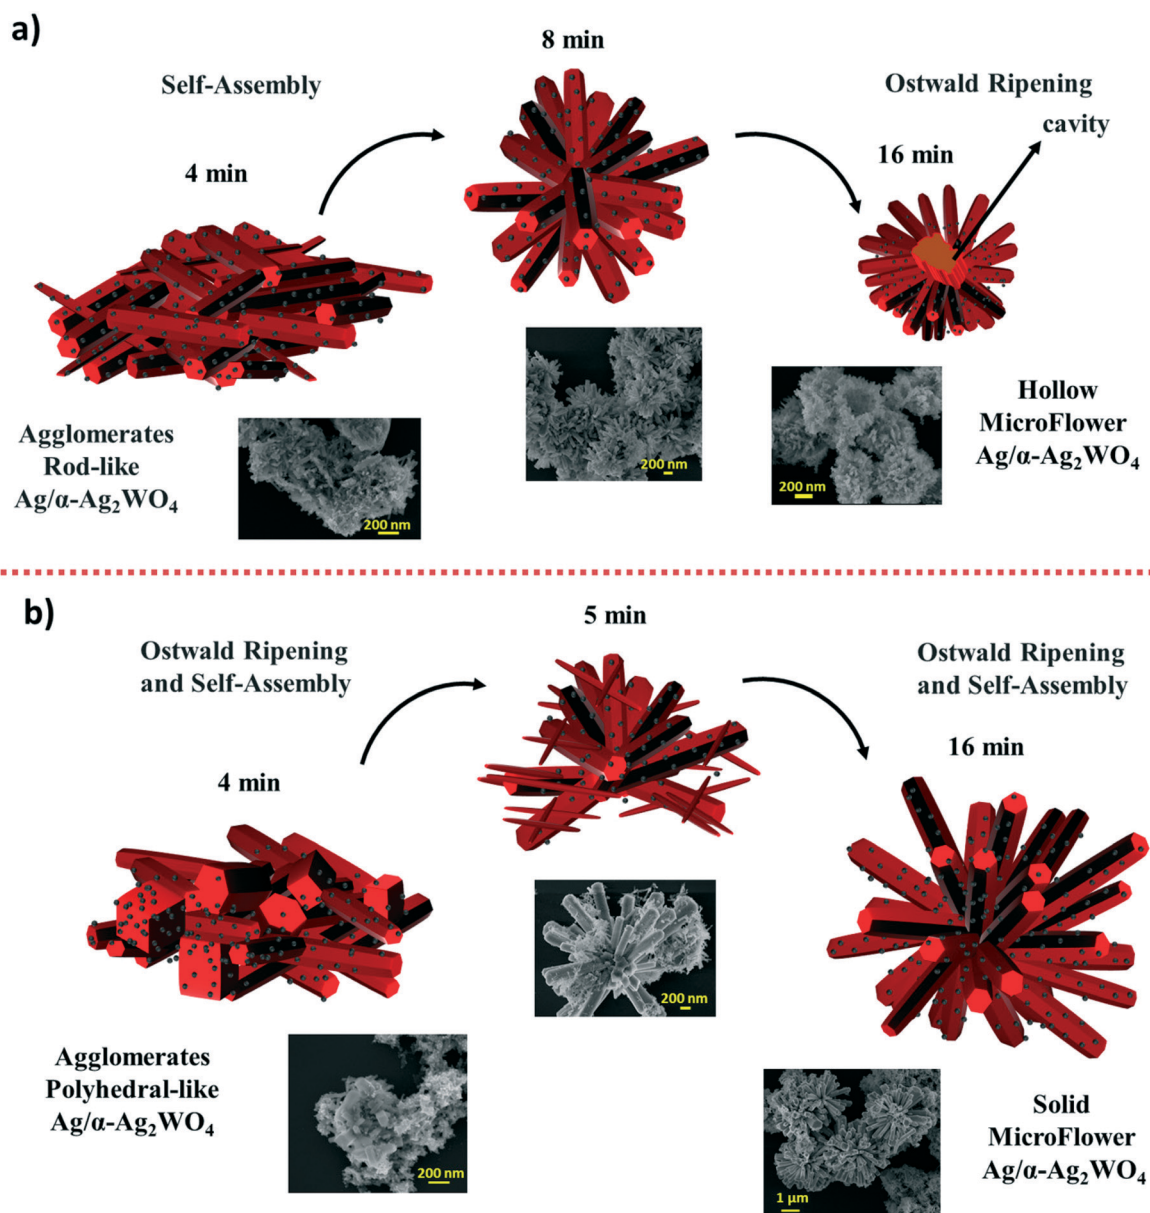 a)
8 min
Self-Assembly
Ostwald Ripening
cavity
4 min
16 min
Agglomerates
Rod-like
Ag/α-Ag₂WO₄
200 nm
200 nm
200 nm
Hollow
MicroFlower
Ag/α-Ag₂WO₄
b)
5 min
Ostwald Ripening
and Self-Assembly
Ostwald Ripening
and Self-Assembly
4 min
16 min
200 nm
Agglomerates
Polyhedral-like
Ag/α-Ag₂WO₄
200 nm
1 μm
Solid
MicroFlower
Ag/α-Ag₂WO₄